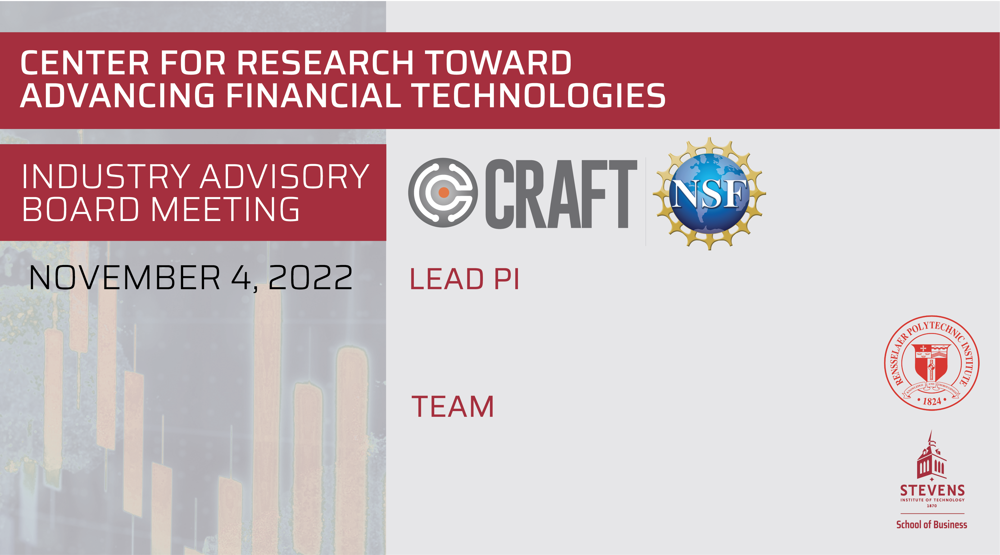 CENTER FOR RESEARCH TOWARD
ADVANCING FINANCIAL TECHNOLOGIES
INDUSTRY ADVISORY
BOARD MEETING
NOVEMBER 4, 2022
CRAFT
NSF
LEAD PI
TEAM
RENSSELAER POLYTECHNIC INSTITUTE
KNOWLEDGE AND THOROUGHNESS
• 1824 •
STEVENS
INSTITUTE OF TECHNOLOGY
1870
School of Business